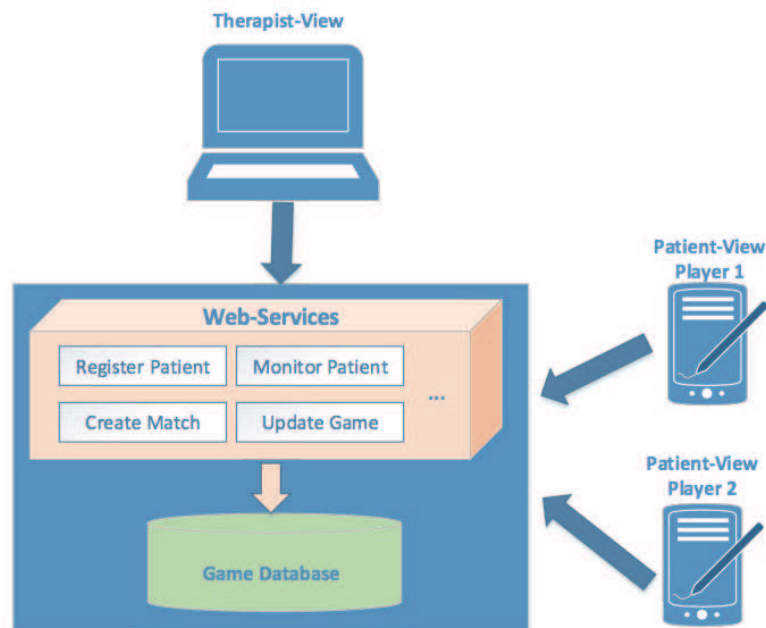 Therapist-View
Patient-View
Player 1
Web-Services
Register Patient
Monitor Patient
...
Create Match
Update Game
Patient-View
Player 2
Game Database